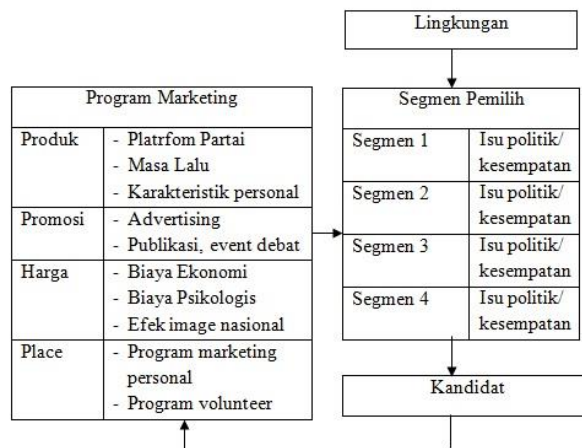 Lingkungan
Program Marketing
Produk
- Platrfom Partai
- Masa Lalu
- Karakteristik personal
Promosi
- Advertising
- Publikasi, event debat
Harga
- Biaya Ekonomi
- Biaya Psikologis
- Efek image nasional
Place
- Program marketing
personal
- Program volunteer
Segmen Pemilih
Segmen 1
Isu politik/
kesempatan
Segmen 2
Isu politik/
kesempatan
Segmen 3
Isu politik/
kesempatan
Segmen 4
Isu politik/
kesempatan
Kandidat